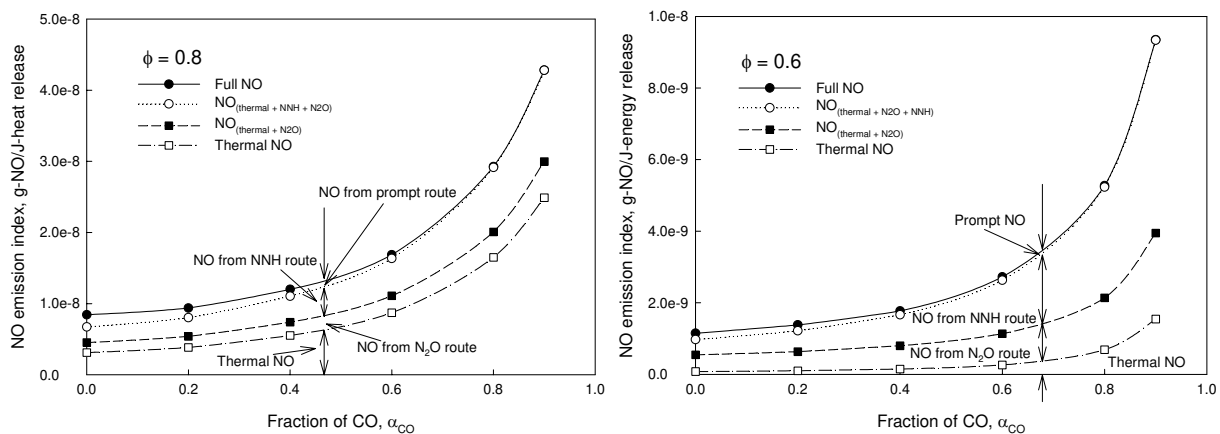 NO emission index, g-NO/J-heat release
5.0e-8
4.0e-8
3.0e-8
2.0e-8
1.0e-8
0.0
ϕ = 0.8
Full NO
NO(thermal + NNH + N2O)
NO(thermal + N2O)
Thermal NO
NO from prompt route
NO from NNH route
NO from N2O route
Thermal NO
0.0 0.2 0.4 0.6 0.8 1.0
Fraction of CO, αCO
NO emission index, g-NO/J-energy release
1.0e-8
8.0e-9
6.0e-9
4.0e-9
2.0e-9
0.0
ϕ = 0.6
Full NO
NO(thermal + N2O + NNH)
NO(thermal + N2O)
Thermal NO
Prompt NO
NO from NNH route
NO from N2O route
Thermal NO
0.0 0.2 0.4 0.6 0.8 1.0
Fraction of CO, αCO